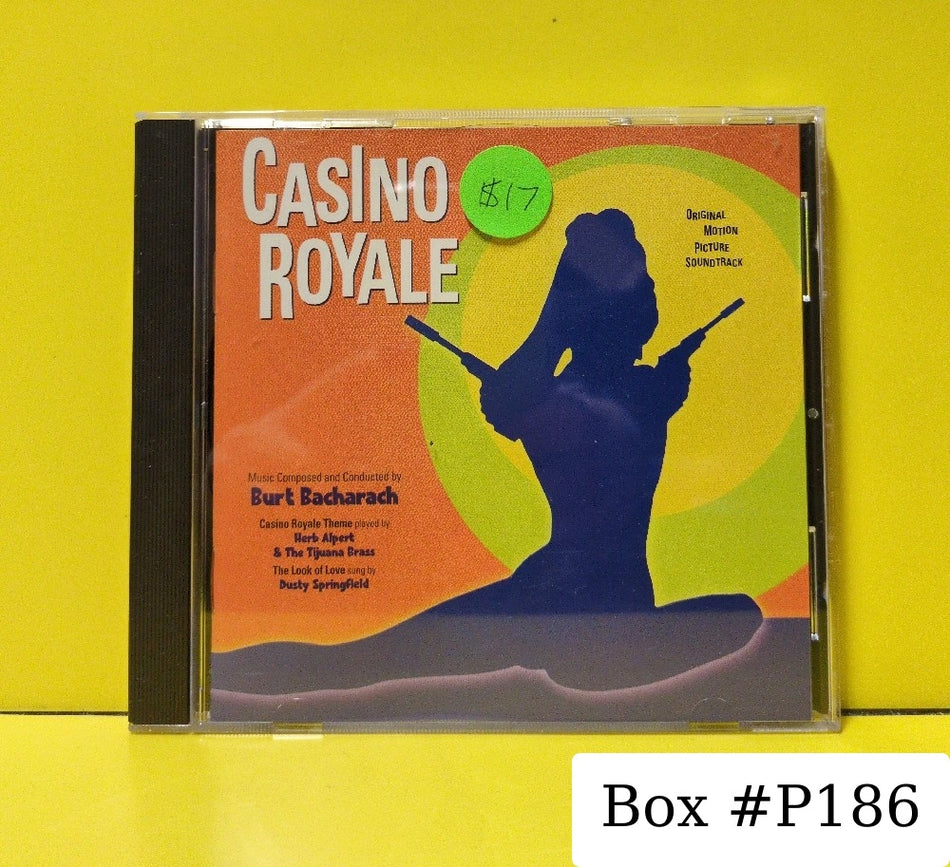 CASINO
ROYALE
$17
ORIGINAL
MOTION
PICTURE
SOUNDTRACK
Music Composed and Conducted by
Burt Bacharach
Casino Royale Theme played by
Herb Alpert
& The Tijuana Brass
The Look of Love sung by
Dusty Springfield
Box #P186